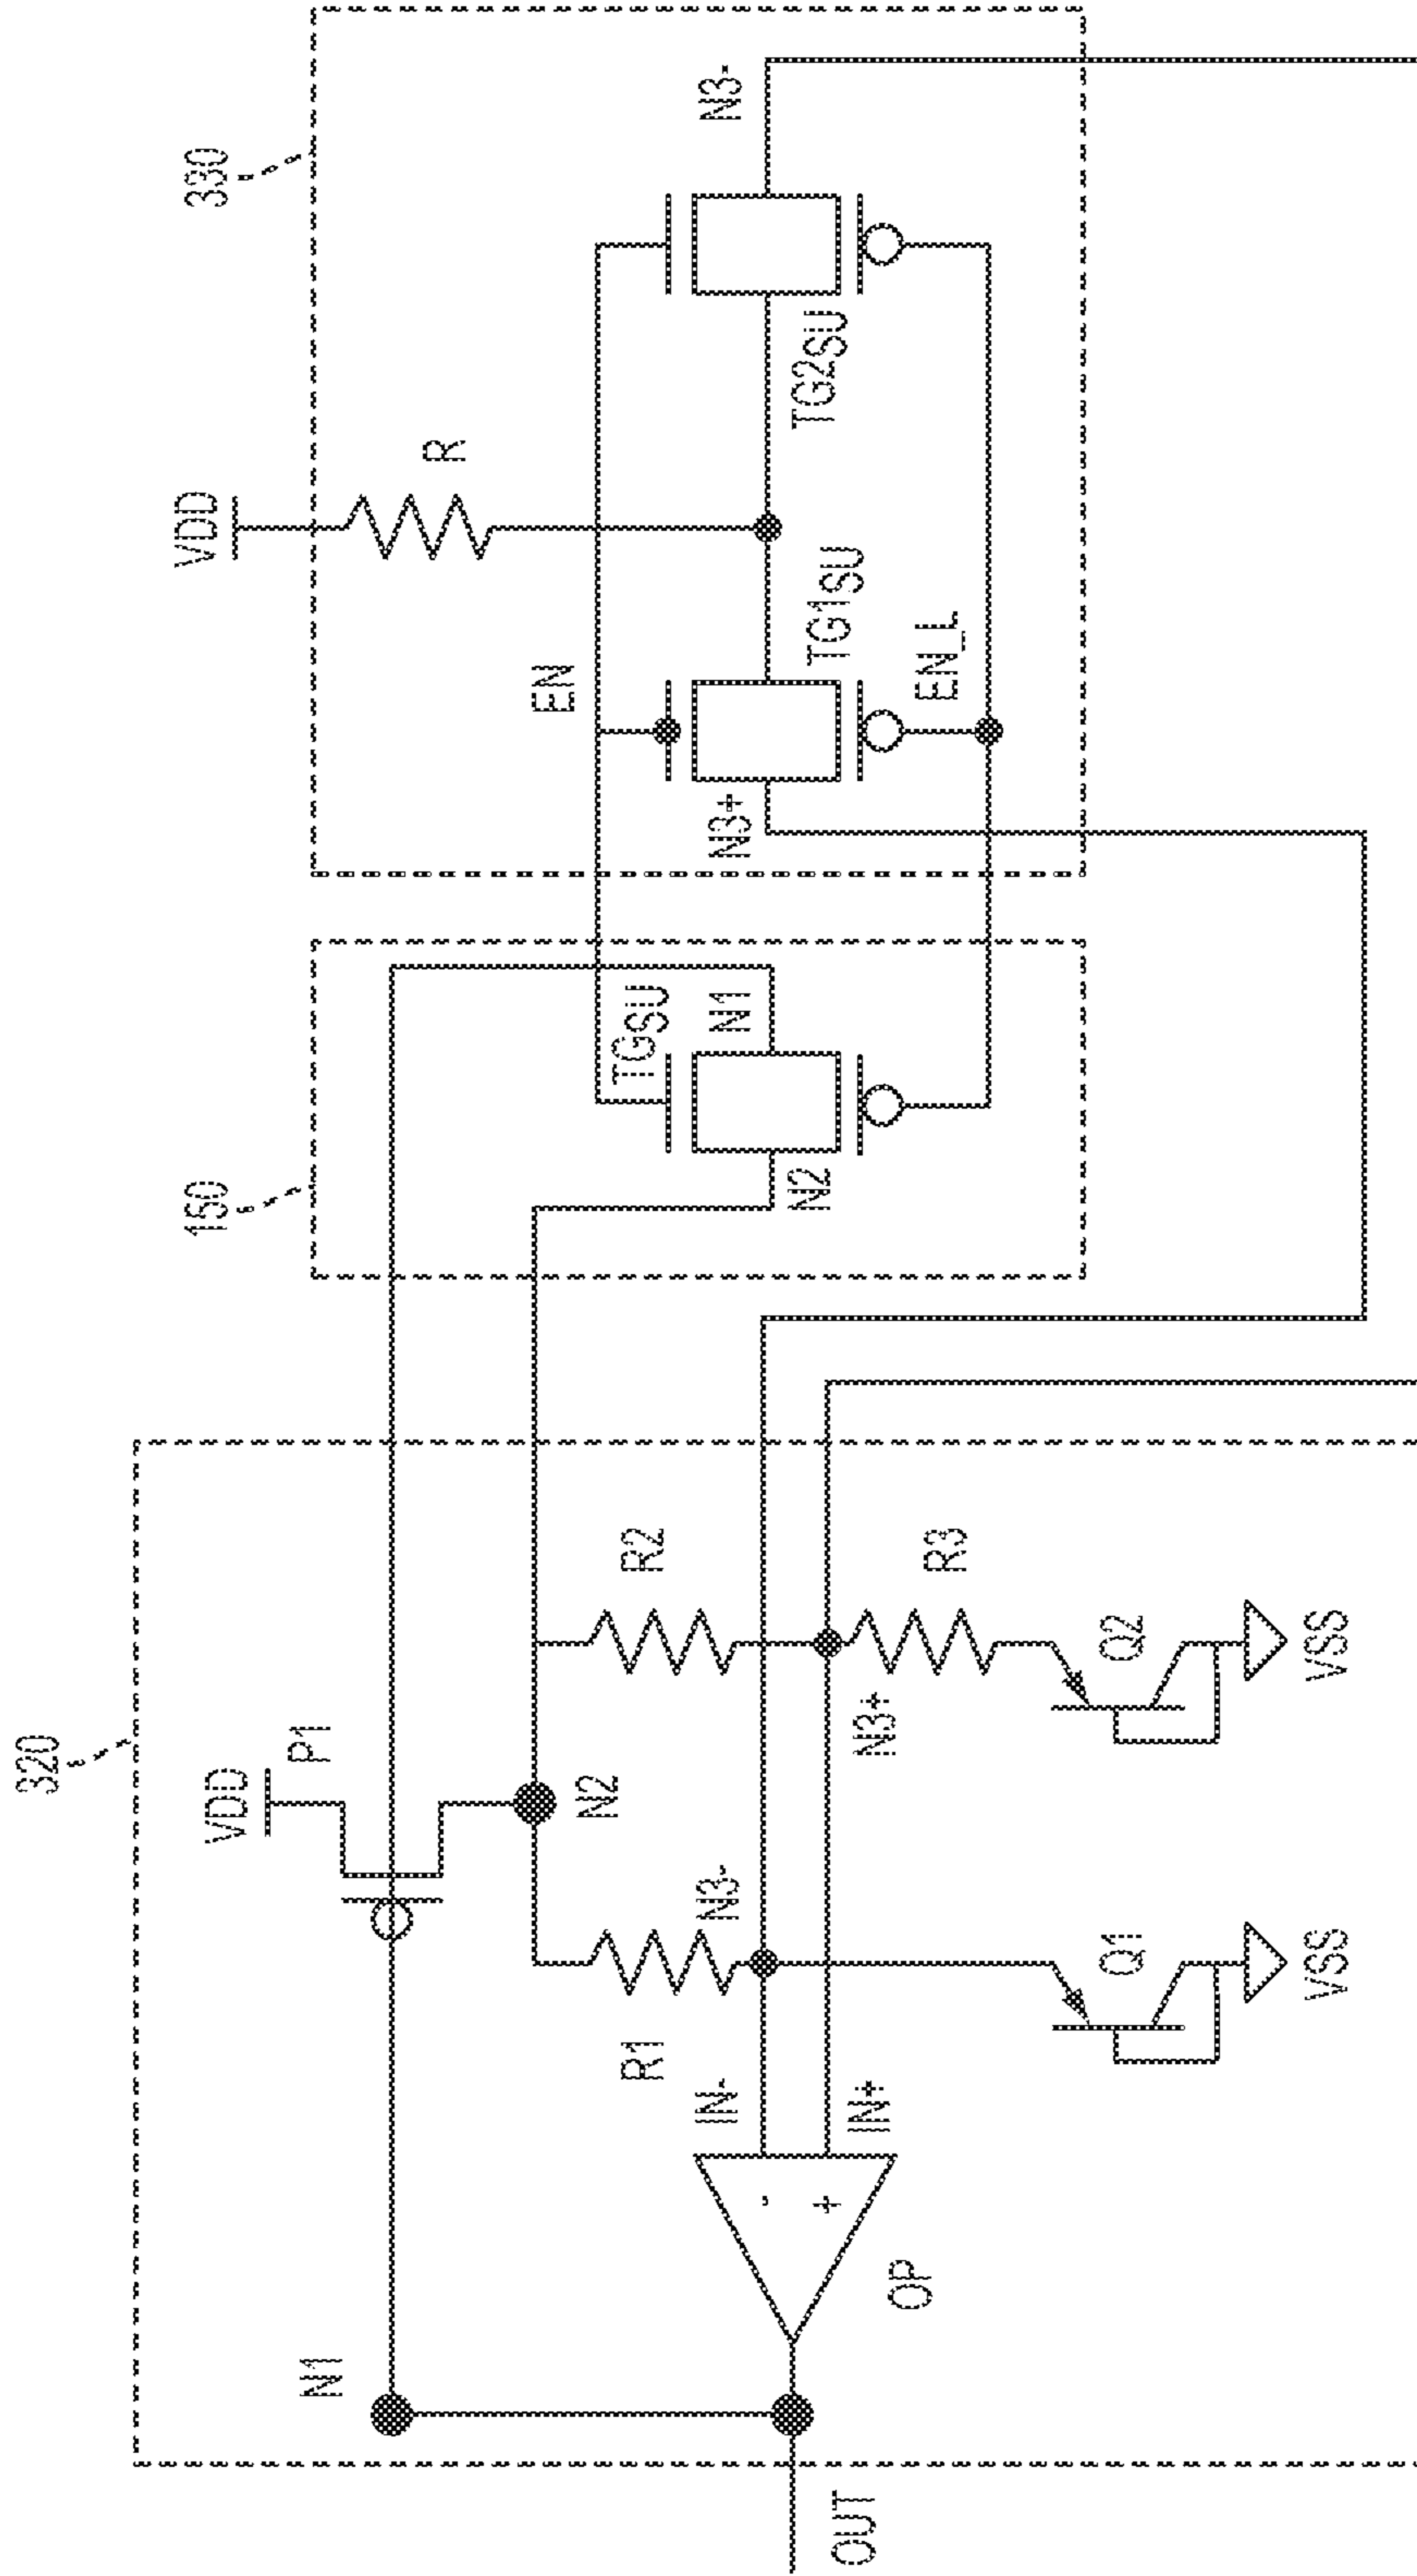 320
VDD
P1
N1
N2
R1
N3-
R2
IN-
IN+
N3+
R3
OP
OUT
Q1
Q2
VSS
VSS
150
TGSU
N1
N2
330
VDD
R
EN
N3+
N3-
TG1SU
TG2SU
EN_L